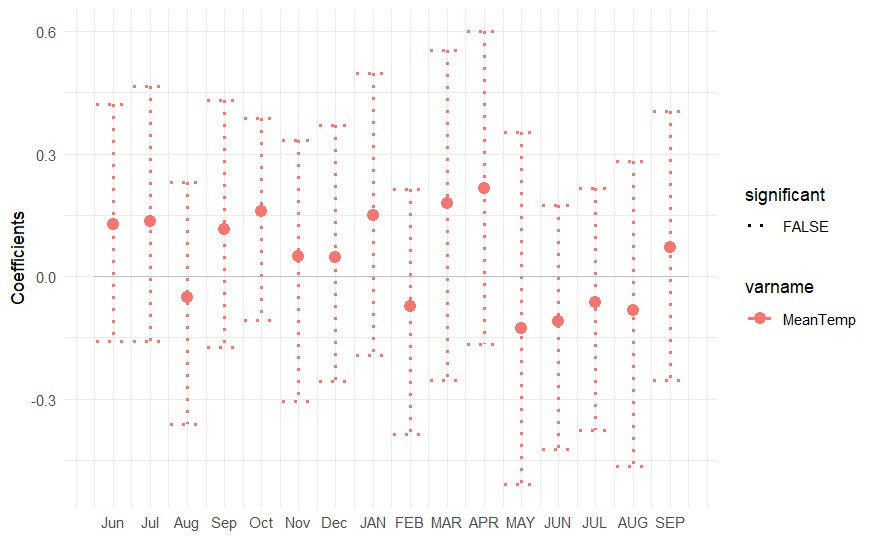 0.6
0.3
0.0
-0.3
Coefficients
Jun Jul Aug Sep Oct Nov Dec JAN FEB MAR APR MAY JUN JUL AUG SEP
significant
FALSE
varname
MeanTemp